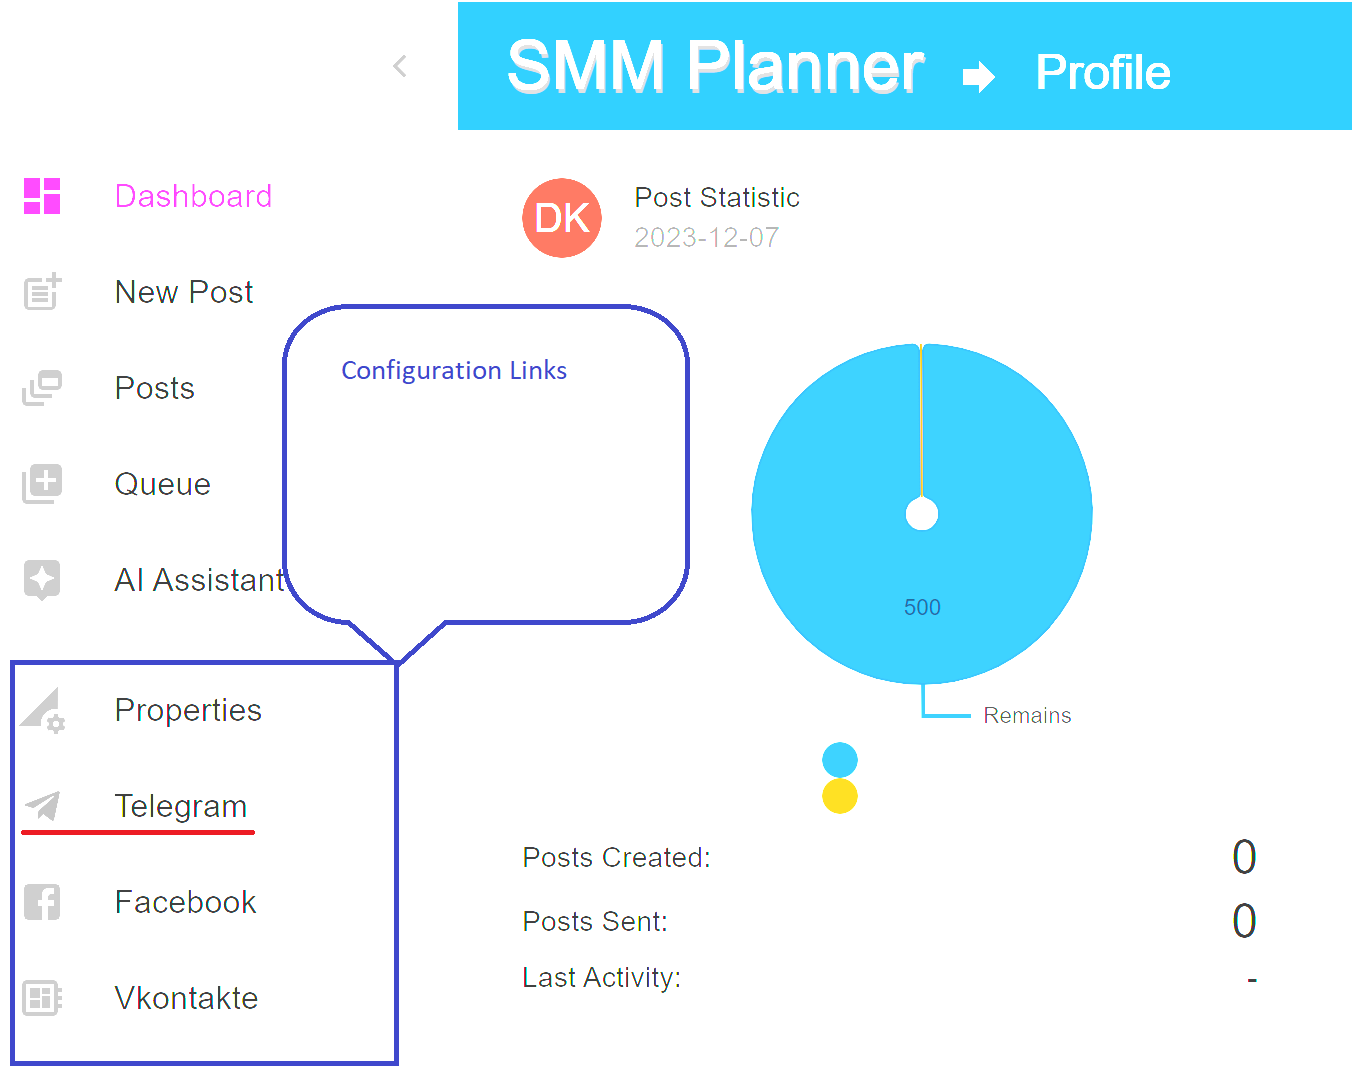 SMM Planner
Profile
Dashboard
New Post
Posts
Queue
AI Assistant
Configuration Links
Properties
Telegram
Facebook
Vkontakte
DK
Post Statistic
2023-12-07
500
Remains
Posts Created: 0
Posts Sent: 0
Last Activity: -